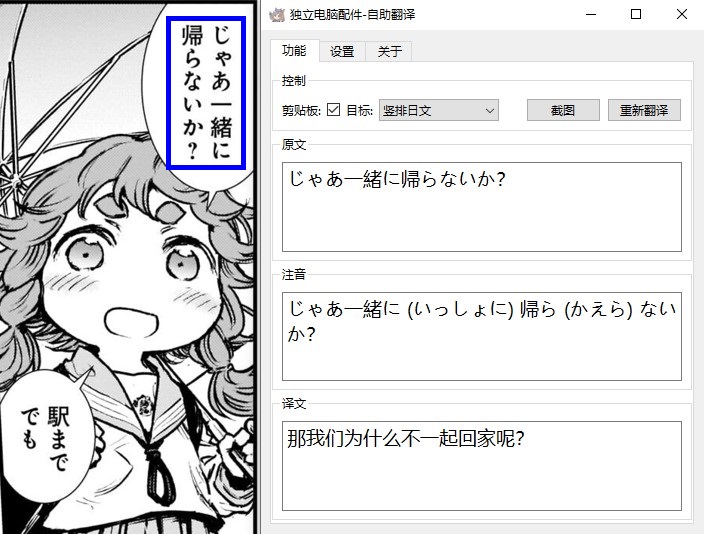 じゃあ一緒に
帰らないか？
駅まで
でも
独立电脑配件-自助翻译
功能
设置
关于
控制
剪贴板:
目标:
竖排日文
截图
重新翻译
原文
じゃあ一緒に帰らないか?
注音
じゃあ一緒に (いっしょに) 帰ら (かえら) ない
か?
译文
那我们为什么不一起回家呢?